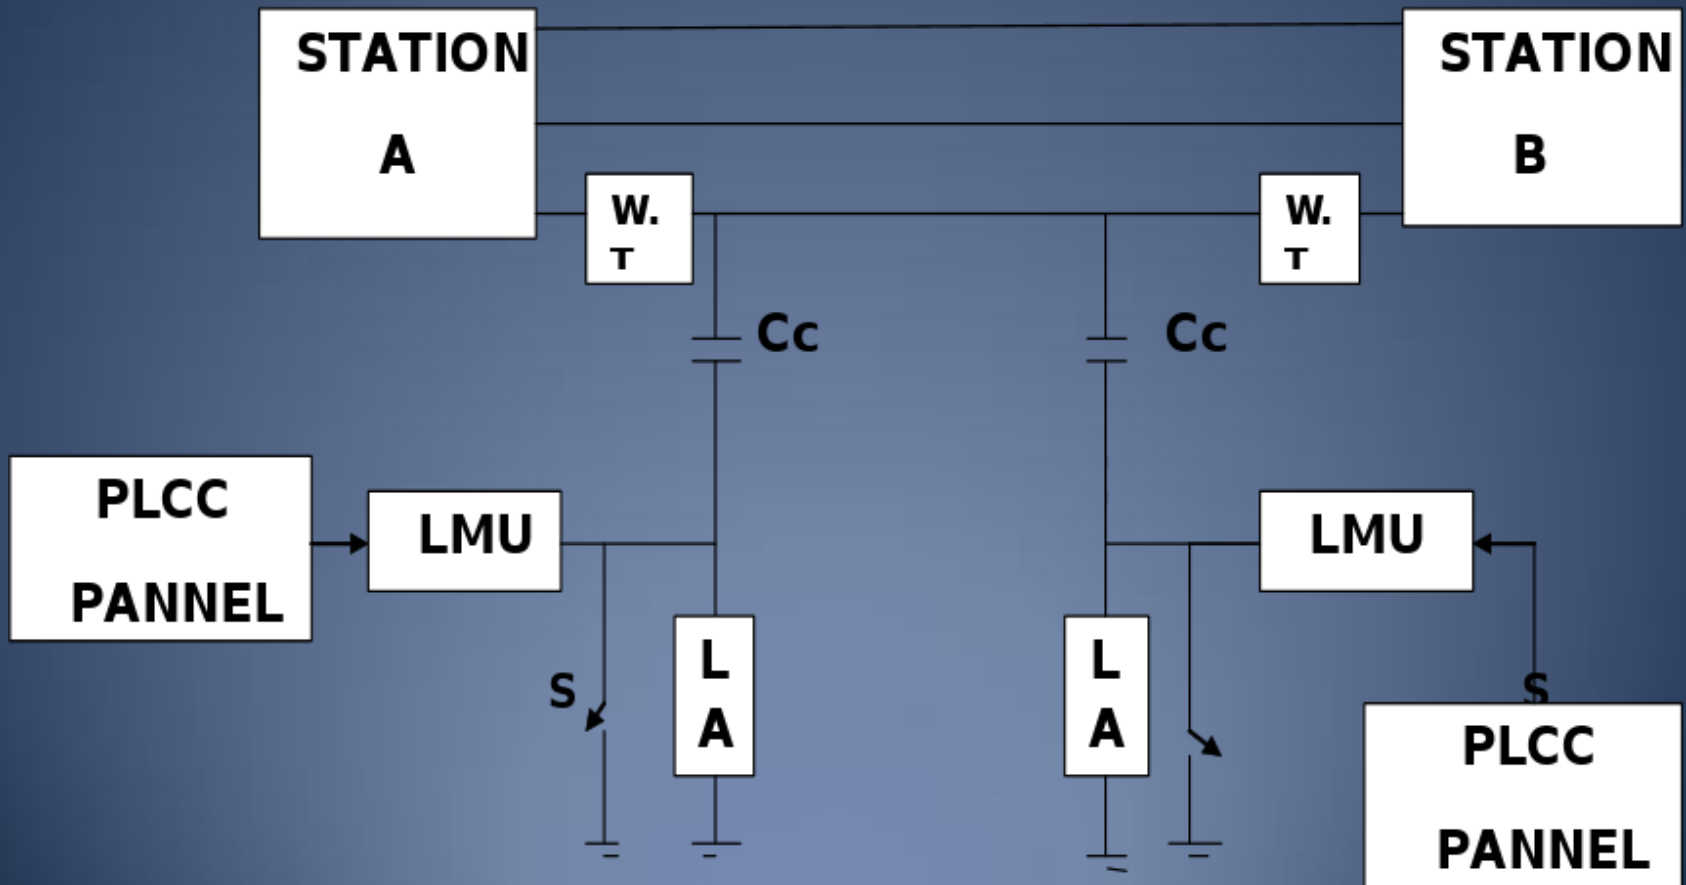 STATION
A
STATION
B
W.
T
W.
T
Cc
Cc
PLCC
PANNEL
LMU
LMU
S
L
A
L
A
S
PLCC
PANNEL